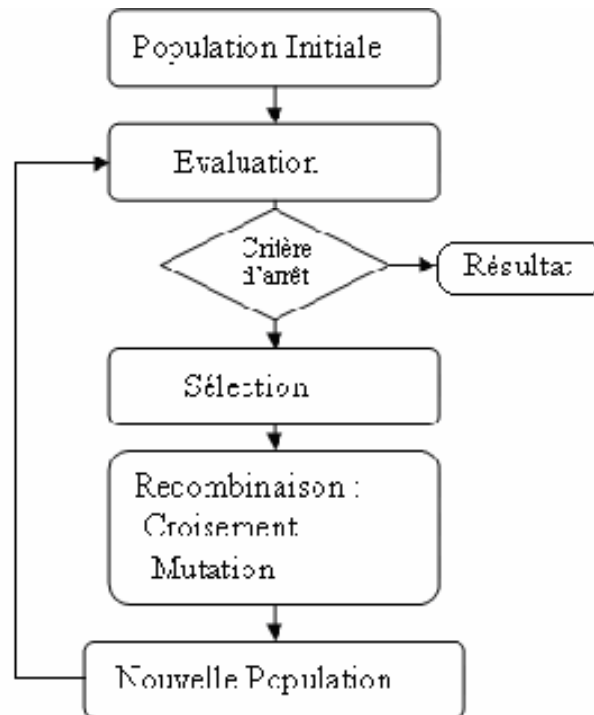 Population Initiale
Evaluation
Critère
d'arrêt
Résultat
Sélection
Recombinaison :
Croisement
Mutation
Nouvelle Population